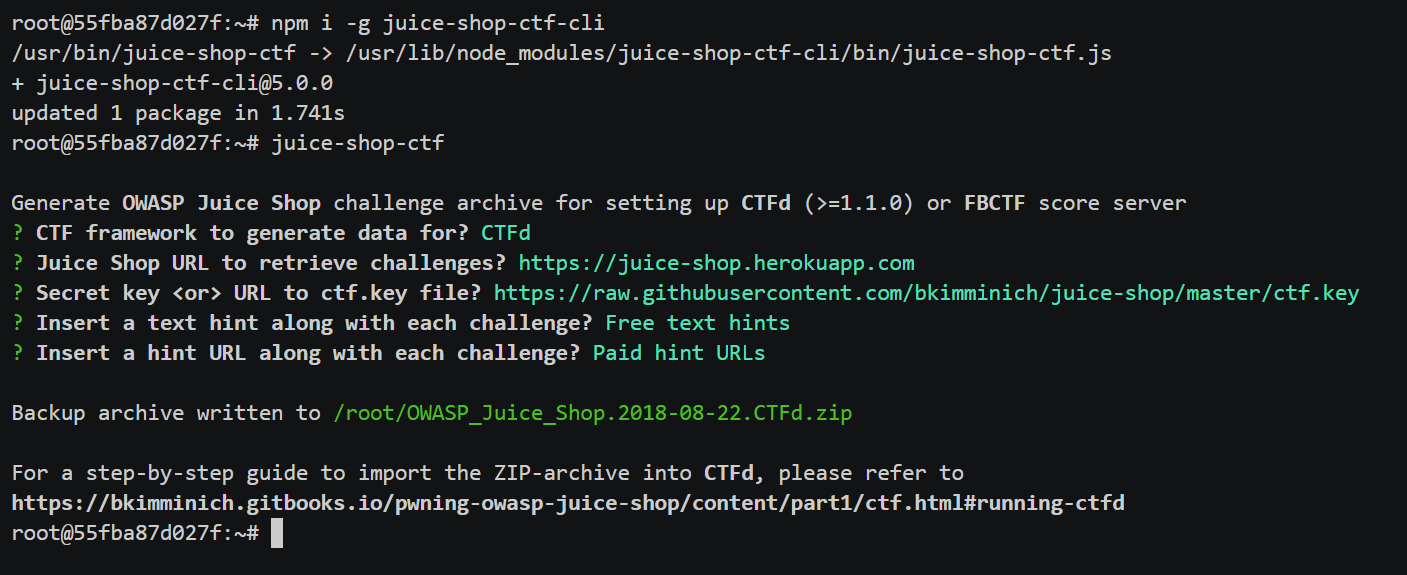 root@55fba87d027f:~# npm i -g juice-shop-ctf-cli
/usr/bin/juice-shop-ctf -> /usr/lib/node_modules/juice-shop-ctf-cli/bin/juice-shop-ctf.js
+ juice-shop-ctf-cli@5.0.0
updated 1 package in 1.741s
root@55fba87d027f:~# juice-shop-ctf
Generate OWASP Juice Shop challenge archive for setting up CTFd (>=1.1.0) or FBCTF score server
? CTF framework to generate data for? CTFd
? Juice Shop URL to retrieve challenges? https://juice-shop.herokuapp.com
? Secret key <or> URL to ctf.key file? https://raw.githubusercontent.com/bkimminich/juice-shop/master/ctf.key
? Insert a text hint along with each challenge? Free text hints
? Insert a hint URL along with each challenge? Paid hint URLs
Backup archive written to /root/OWASP_Juice_Shop.2018-08-22.CTFd.zip
For a step-by-step guide to import the ZIP-archive into CTFd, please refer to
https://bkimminich.gitbooks.io/pwning-owasp-juice-shop/content/part1/ctf.html#running-ctfd
root@55fba87d027f:~#